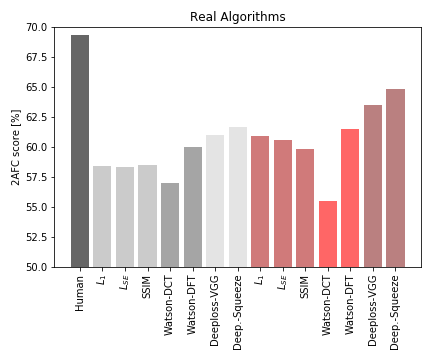 Real Algorithms
2AFC score [%]
70.0
67.5
65.0
62.5
60.0
57.5
55.0
52.5
50.0
Human
L1
LSE
SSIM
Watson-DCT
Watson-DFT
Deeploss-VGG
Deep.-Squeeze
L1
LSE
SSIM
Watson-DCT
Watson-DFT
Deeploss-VGG
Deep.-Squeeze